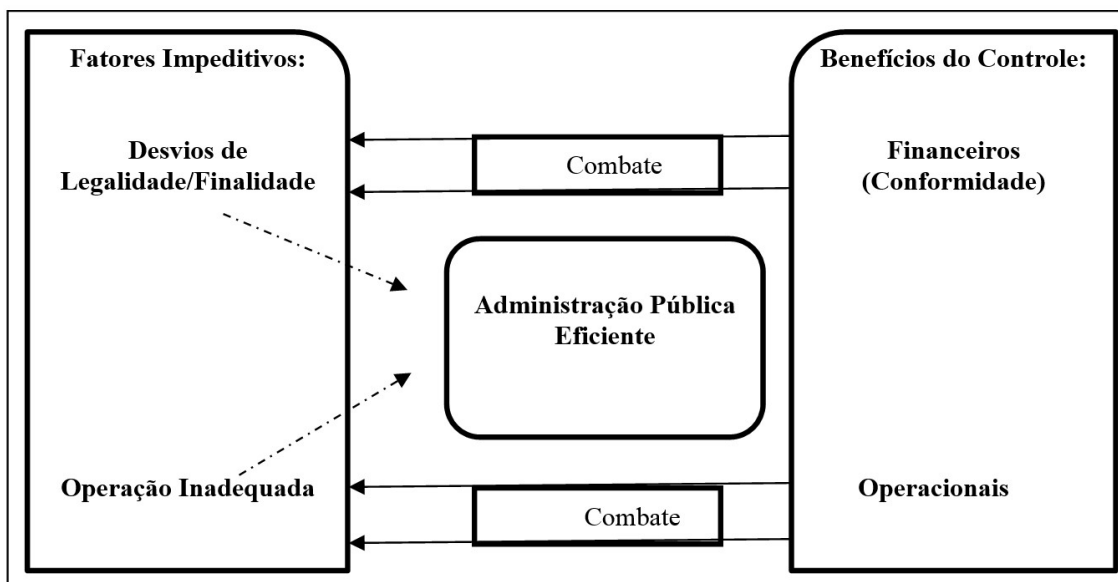 Fatores Impeditivos:
Desvios de
Legalidade/Finalidade
Operação Inadequada
Combate
Administração Pública
Eficiente
Combate
Benefícios do Controle:
Financeiros
(Conformidade)
Operacionais